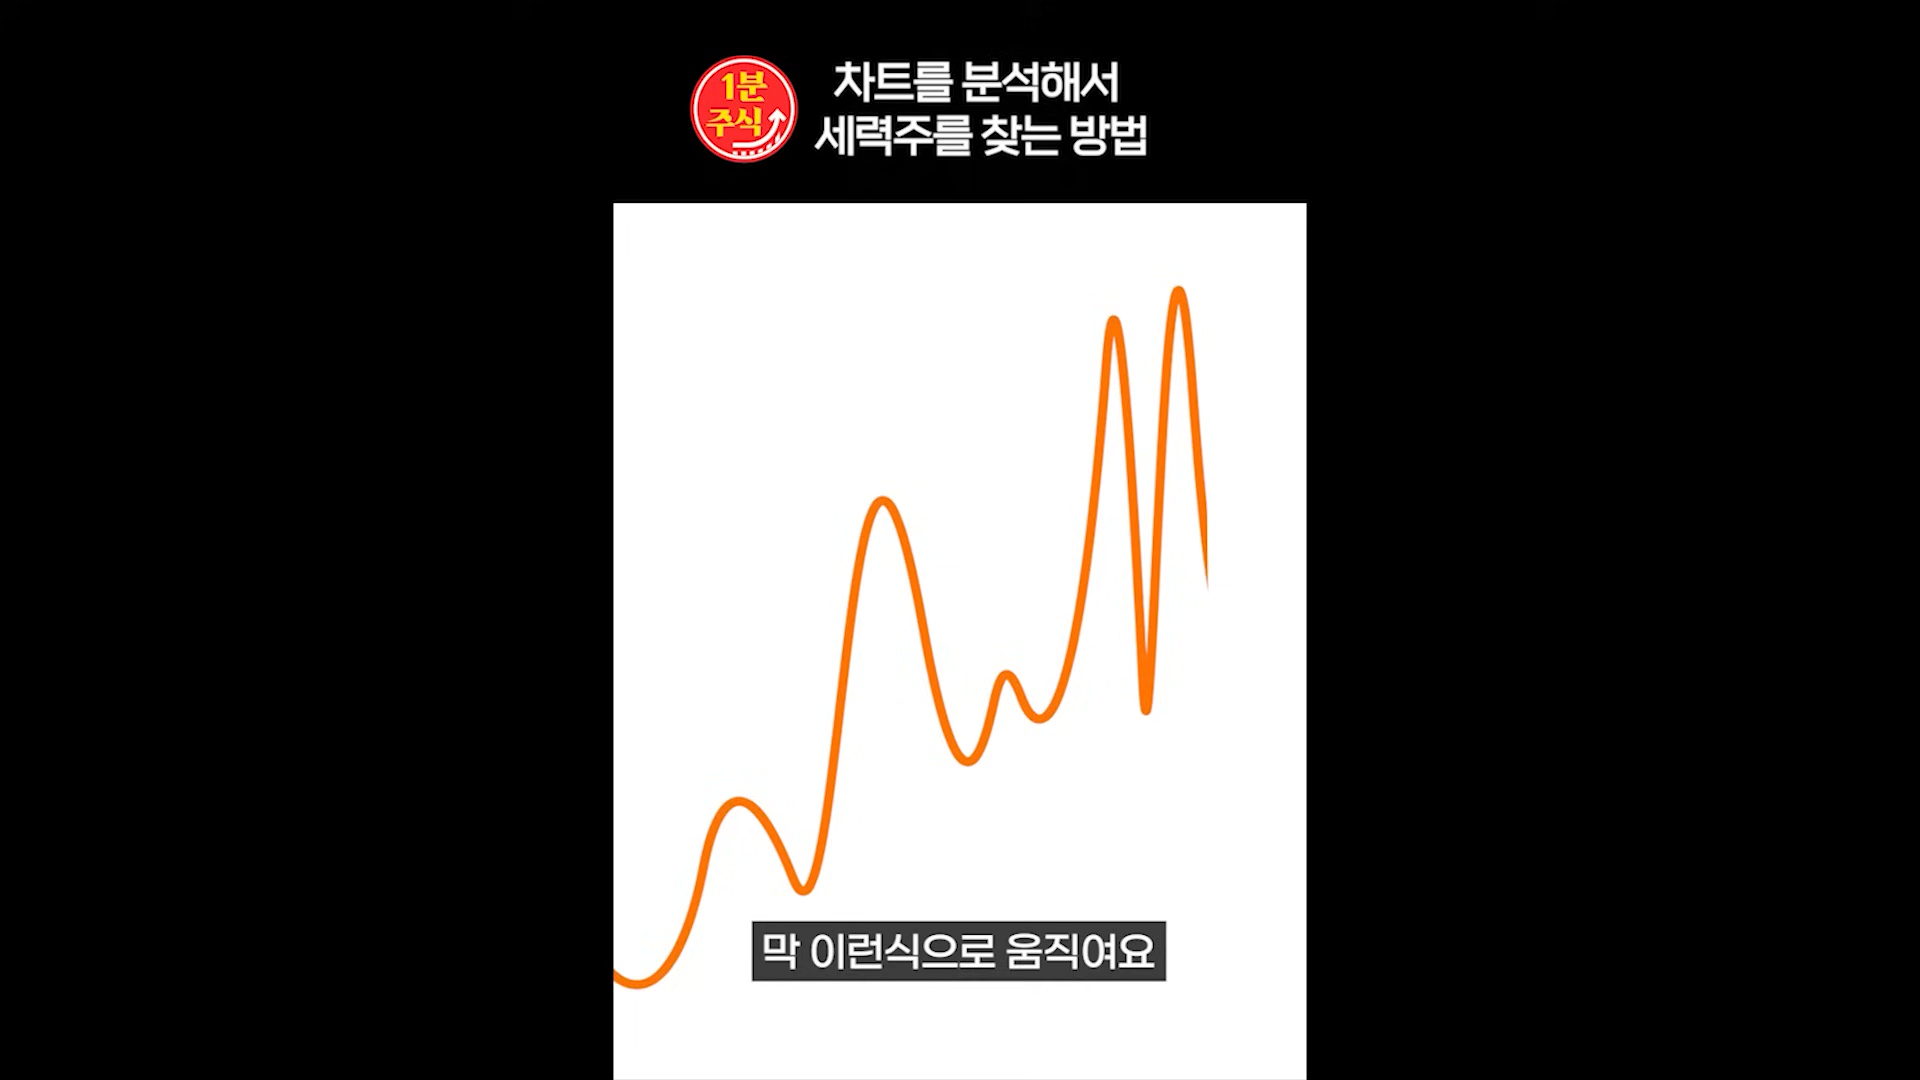 1분
주식
차트를 분석해서
세력주를 찾는 방법
막 이런식으로 움직여요